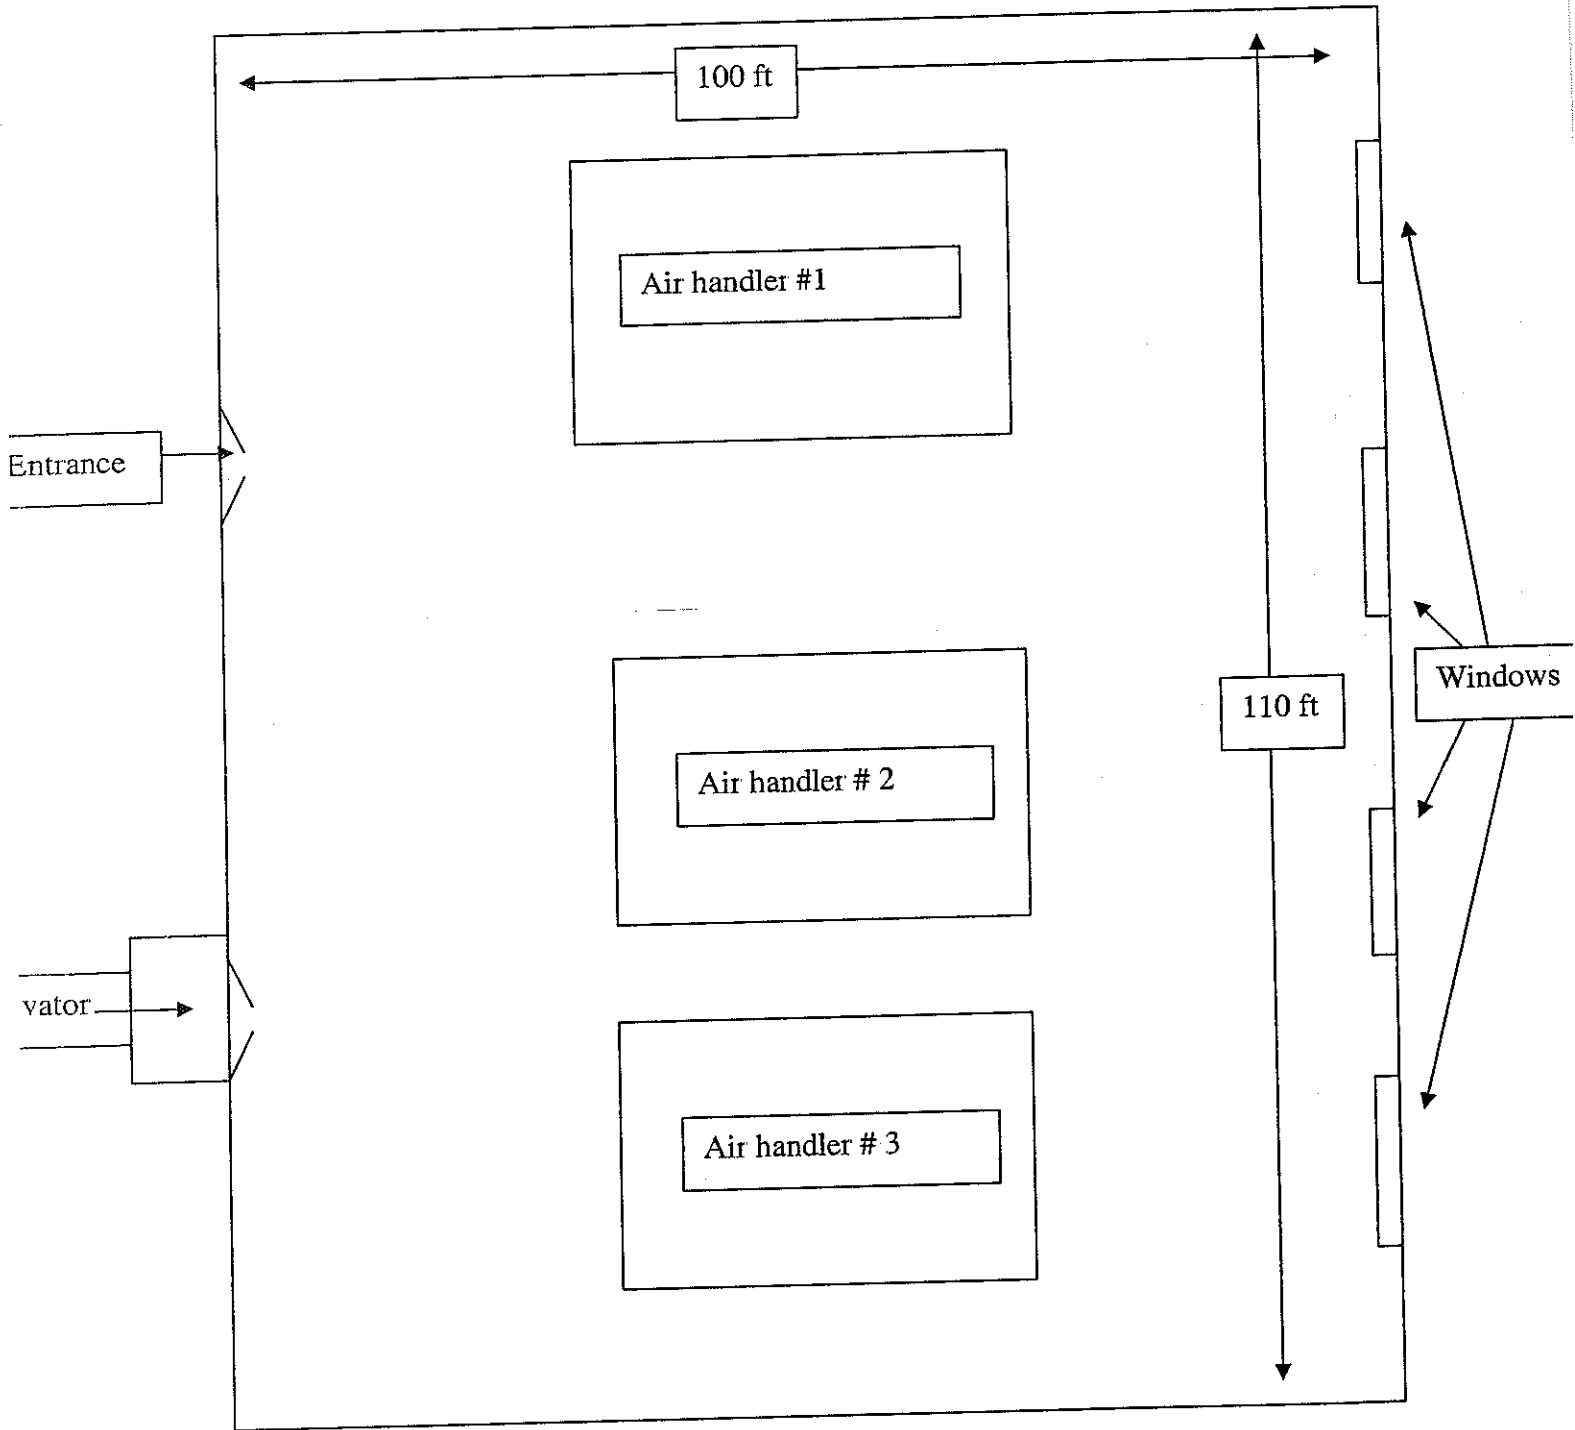 100 ft
Air handler #1
Entrance
Windows
110 ft
Air handler # 2
vator
Air handler # 3